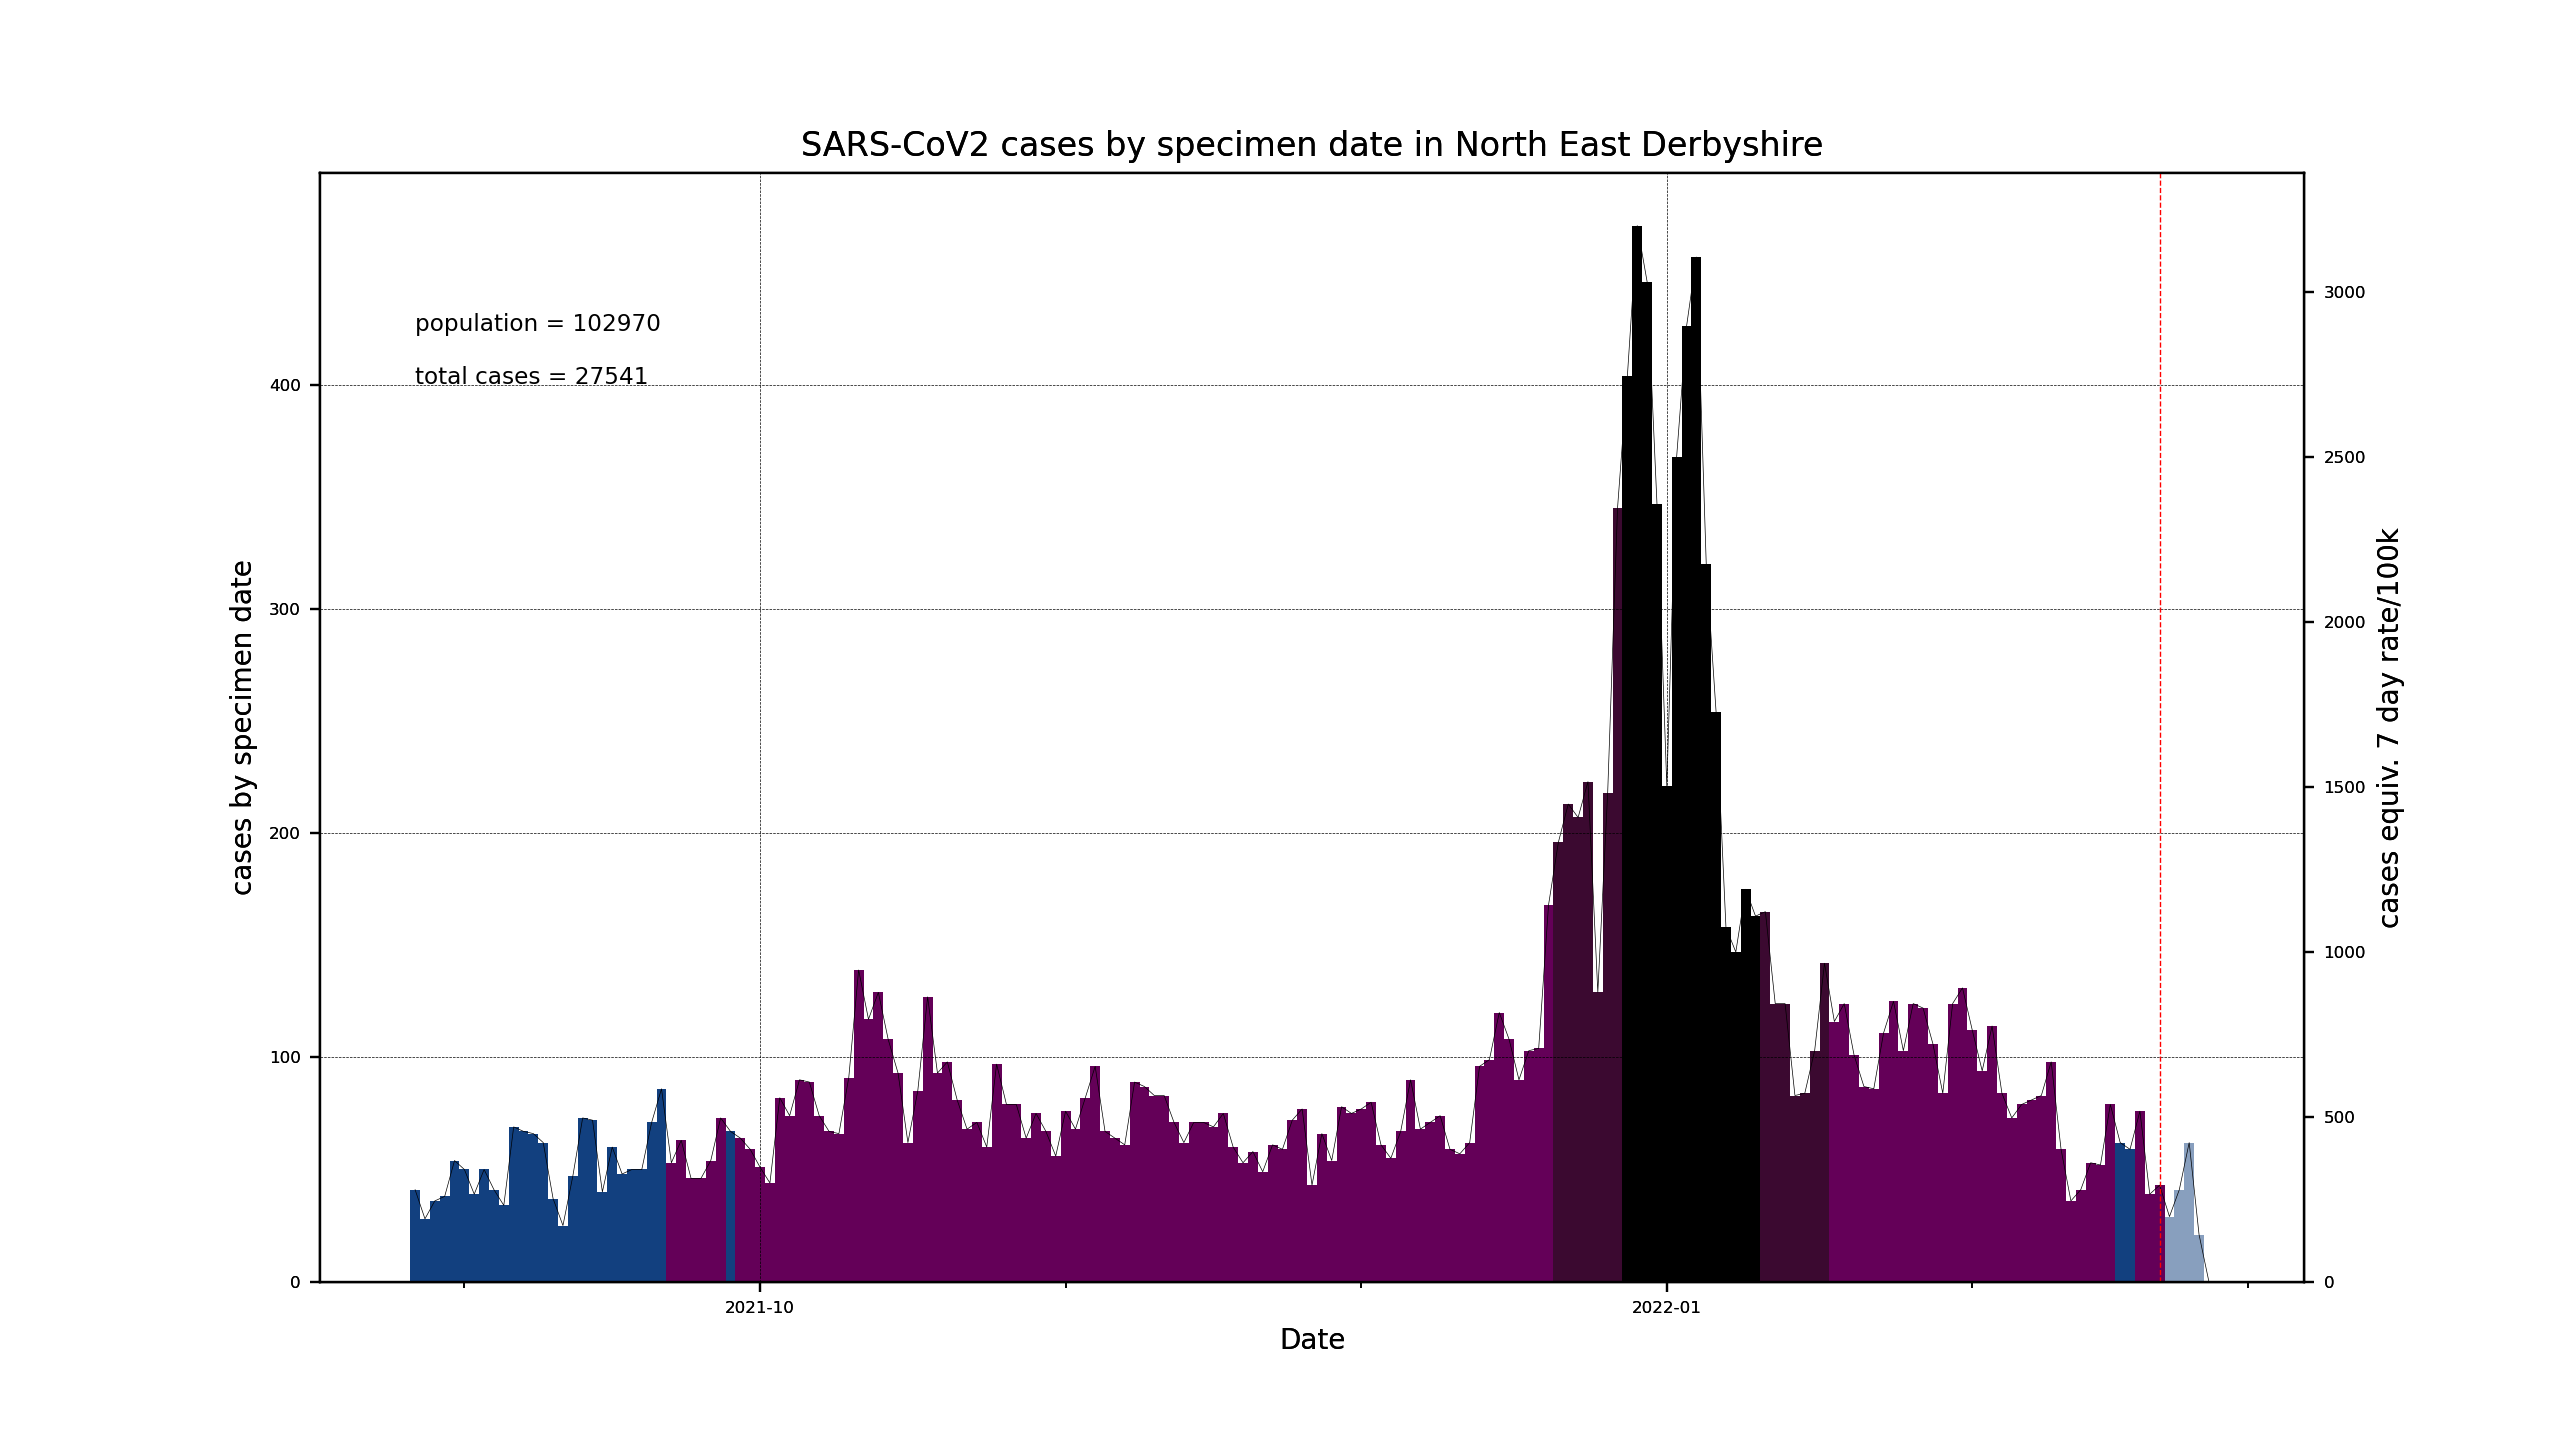 SARS-CoV2 cases by specimen date in North East Derbyshire
population = 102970
total cases = 27541
cases by specimen date
400
300
200
100
0
3000
2500
2000
1500
1000
500
0
cases equiv. 7 day rate/100k
2021-10
2022-01
Date